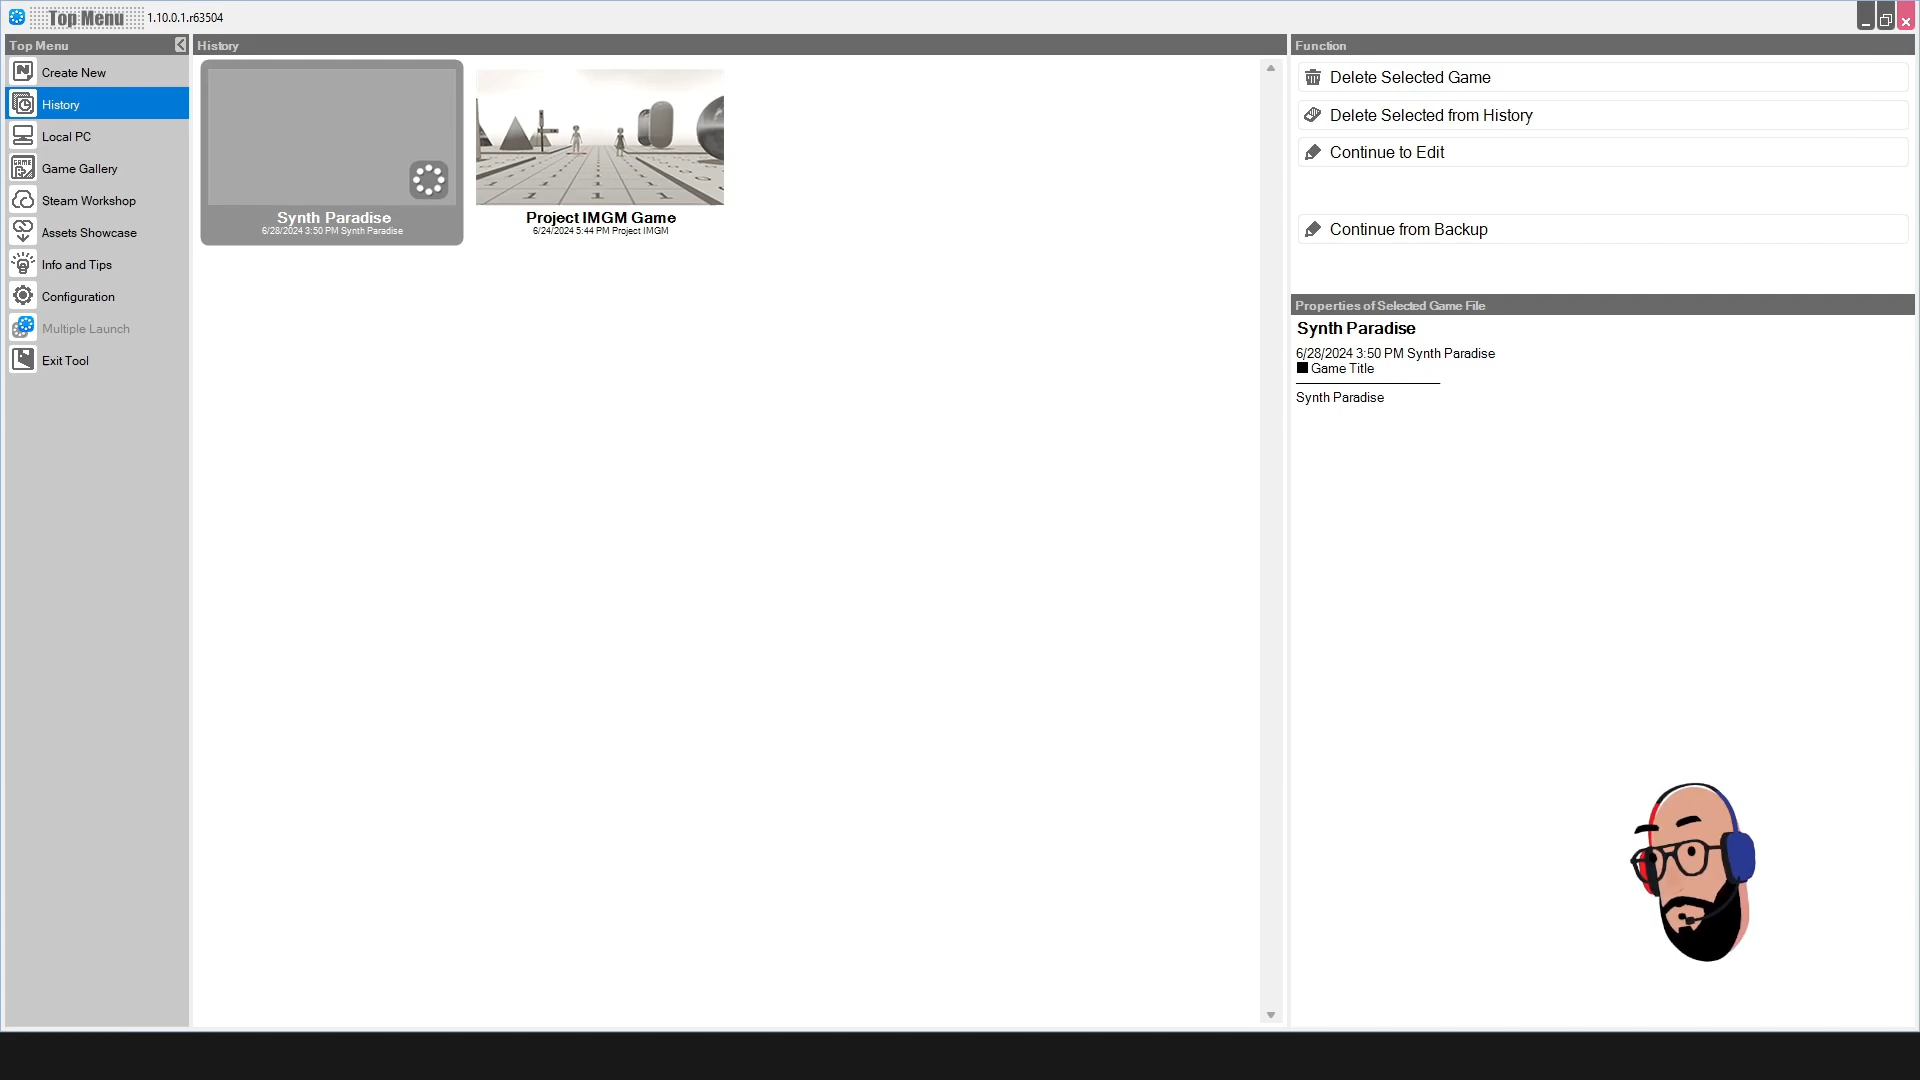 Top Menu 1.10.0.1.r63504
Top Menu
Create New
History
Local PC
Game Gallery
Steam Workshop
Assets Showcase
Info and Tips
Configuration
Multiple Launch
Exit Tool
History
Synth Paradise
6/28/2024 3:50 PM Synth Paradise
Project IMGM Game
6/24/2024 5:44 PM Project IMGM
Function
Delete Selected Game
Delete Selected from History
Continue to Edit
Continue from Backup
Properties of Selected Game File
Synth Paradise
6/28/2024 3:50 PM Synth Paradise
■ Game Title
Synth Paradise